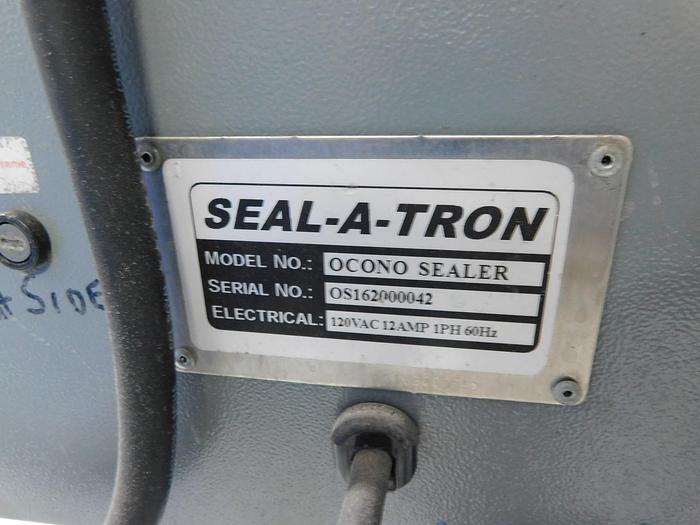 SEAL-A-TRON
MODEL NO.: OCONO SEALER
SERIAL NO.: OS162000042
ELECTRICAL: 120VAC 12AMP 1PH 60Hz
SIDE